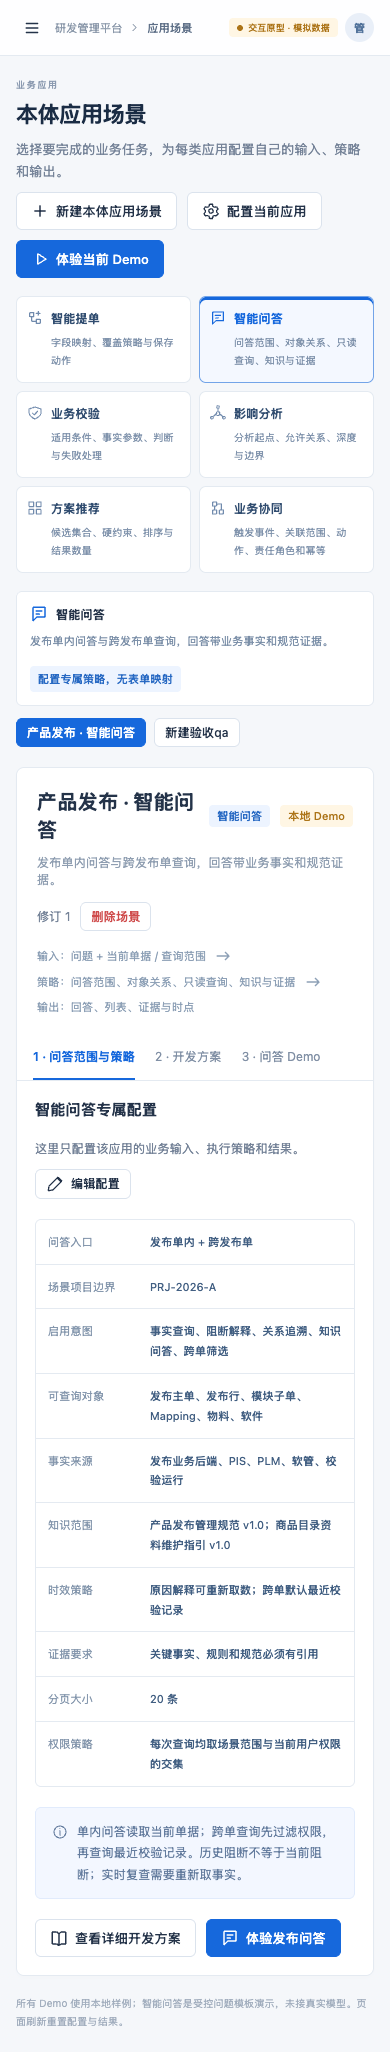 研发管理平台 > 应用场景
交互原型 · 模拟数据
管
业务应用
本体应用场景
选择要完成的业务任务，为每类应用配置自己的输入、策略
和输出。
新建本体应用场景
配置当前应用
体验当前 Demo
智能提单
字段映射、覆盖策略与保存
动作
智能问答
问答范围、对象关系、只读
查询、知识与证据
业务校验
适用条件、事实参数、判断
与失败处理
影响分析
分析起点、允许关系、深度
与边界
方案推荐
候选集合、硬约束、排序与
结果数量
业务协同
触发事件、关联范围、动
作、责任角色和幂等
智能问答
发布单内问答与跨发布单查询，回答带业务事实和规范证据。
配置专属策略，无表单映射
产品发布 · 智能问答
新建验收qa
产品发布 · 智能问
答
智能问答
本地 Demo
发布单内问答与跨发布单查询，回答带业务事实和规范证
据。
修订 1
删除场景
输入：问题 + 当前单据 / 查询范围 →
策略：问答范围、对象关系、只读查询、知识与证据 →
输出：回答、列表、证据与时点
1 · 问答范围与策略
2 · 开发方案
3 · 问答 Demo
智能问答专属配置
这里只配置该应用的业务输入、执行策略和结果。
编辑配置
问答入口
发布单内 + 跨发布单
场景项目边界
PRJ-2026-A
启用意图
事实查询、阻断解释、关系追溯、知识
问答、跨单筛选
可查询对象
发布主单、发布行、模块子单、
Mapping、物料、软件
事实来源
发布业务后端、PIS、PLM、软管、校
验运行
知识范围
产品发布管理规范 v1.0；商品目录资
料维护指引 v1.0
时效策略
原因解释可重新取数；跨单默认最近校
验记录
证据要求
关键事实、规则和规范必须有引用
分页大小
20 条
权限策略
每次查询均取场景范围与当前用户权限
的交集
单内问答读取当前单据；跨单查询先过滤权限，
再查询最近校验记录。历史阻断不等于当前阻
断；实时复查需要重新取事实。
查看详细开发方案
体验发布问答
所有 Demo 使用本地样例；智能问答是受控问题模板演示，未接真实模型。页
面刷新重置配置与结果。